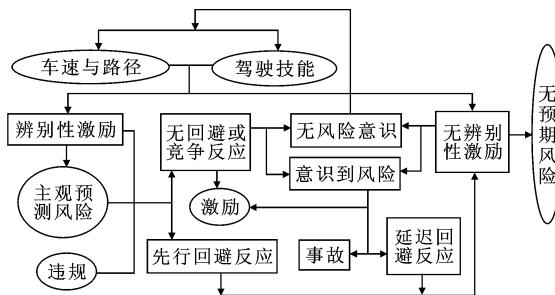 车速与路径
驾驶技能
辨别性激励
无回避或
竞争反应
无风险意识
无辨别
性激励
无预期风险
意识到风险
主观预
测风险
激励
违规
先行回避反应
事故
延迟回
避反应